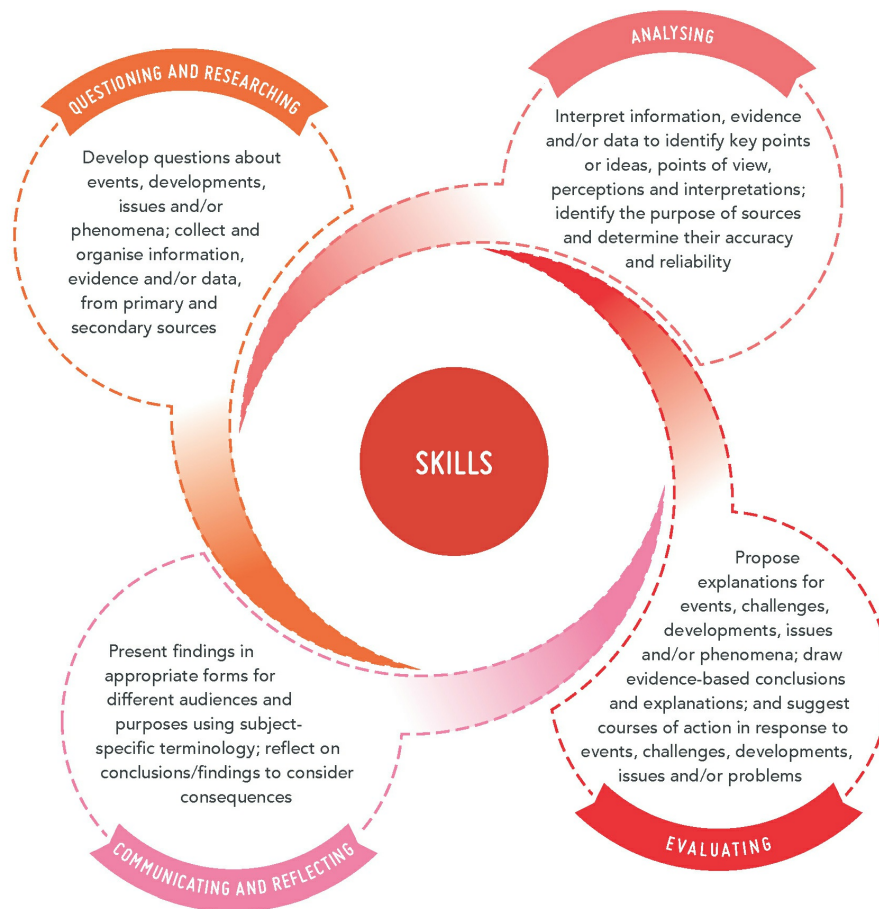 QUESTIONING AND RESEARCHING
Develop questions about
events, developments,
issues and/or
phenomena; collect and
organise information,
evidence and/or data,
from primary and
secondary sources
ANALYSING
Interpret information, evidence
and/or data to identify key points
or ideas, points of view,
perceptions and interpretations;
identify the purpose of sources
and determine their accuracy
and reliability
SKILLS
Propose
explanations for
events, challenges,
developments, issues
and/or phenomena; draw
evidence-based conclusions
and explanations; and suggest
courses of action in response to
events, challenges, developments,
issues and/or problems
EVALUATING
Present findings in
appropriate forms for
different audiences and
purposes using subject-
specific terminology; reflect on
conclusions/findings to consider
consequences
COMMUNICATING AND REFLECTING